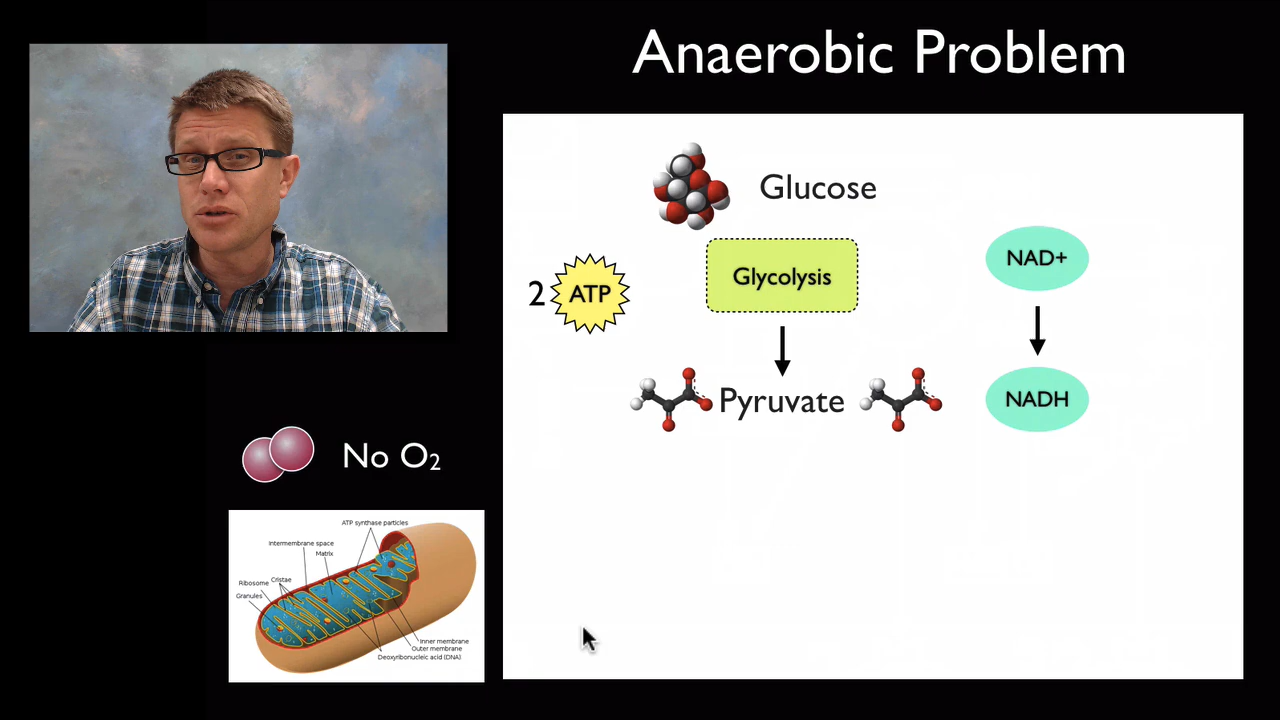 Anaerobic Problem
Glucose
NAD+
Glycolysis
2 ATP
Pyruvate
NADH
No O₂
ATP synthase particles
Intermembrane space
Matrix
Ribosome
Cristae
Granules
Inner membrane
Outer membrane
Deoxyribonucleic acid (DNA)